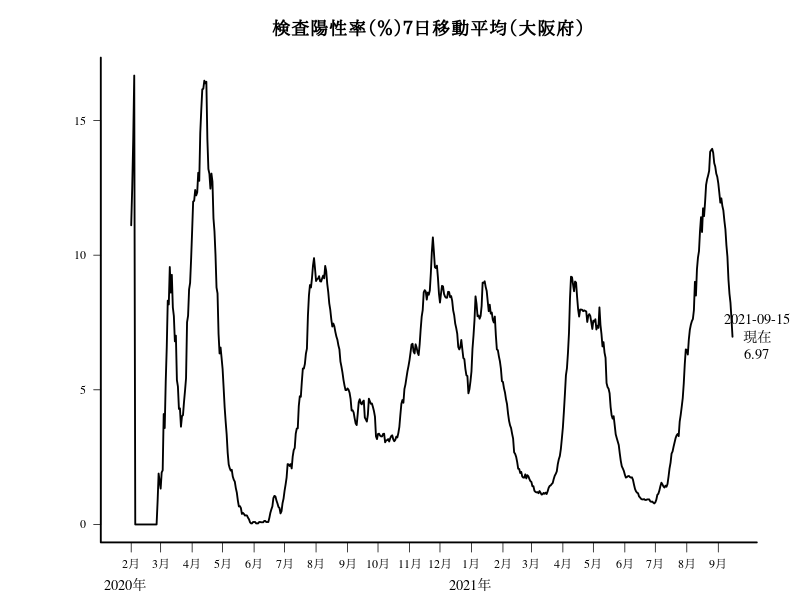 検査陽性率(%)7日移動平均(大阪府)
15
10
5
0
2021-09-15
現在
6.97
2月 3月 4月 5月 6月 7月 8月 9月 10月 11月 12月 1月 2月 3月 4月 5月 6月 7月 8月 9月
2020年 2021年